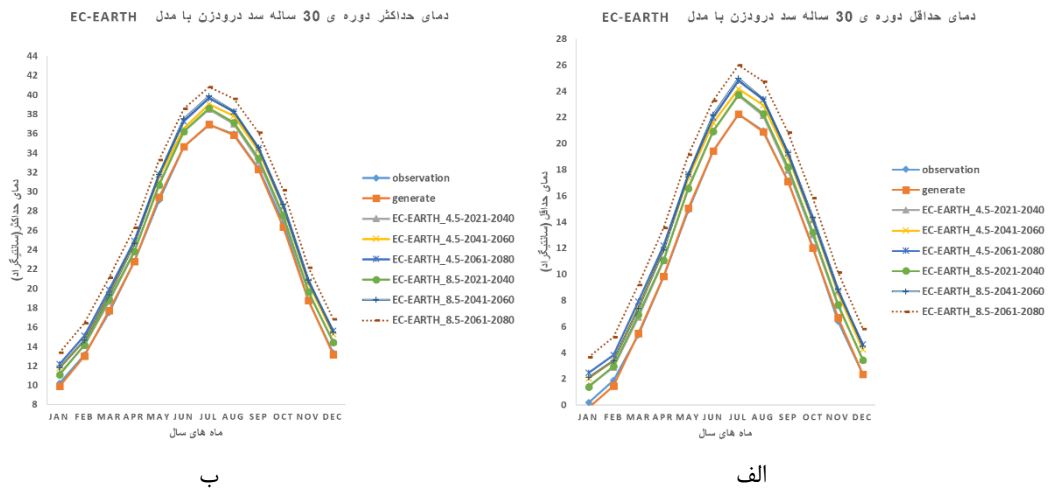 دمای حداکثر دوره ی 30 ساله سد درودزن با مدل EC-EARTH
44
42
40
38
36
34
32
30
28
26
24
22
20
18
16
14
12
10
8
دمای حداکثر(سانتیگراد)
JAN FEB MAR APR MAY JUN JUL AUG SEP OCT NOV DEC
ماه های سال
observation
generate
EC-EARTH_4.5-2021-2040
EC-EARTH_4.5-2041-2060
EC-EARTH_4.5-2061-2080
EC-EARTH_8.5-2021-2040
EC-EARTH_8.5-2041-2060
EC-EARTH_8.5-2061-2080
ب
دمای حداقل دوره ی 30 ساله سد درودزن با مدل EC-EARTH
28
26
24
22
20
18
16
14
12
10
8
6
4
2
0
دمای حداقل (سانتیگراد)
JAN FEB MAR APR MAY JUN JUL AUG SEP OCT NOV DEC
ماه های سال
observation
generate
EC-EARTH_4.5-2021-2040
EC-EARTH_4.5-2041-2060
EC-EARTH_4.5-2061-2080
EC-EARTH_8.5-2021-2040
EC-EARTH_8.5-2041-2060
EC-EARTH_8.5-2061-2080
الف